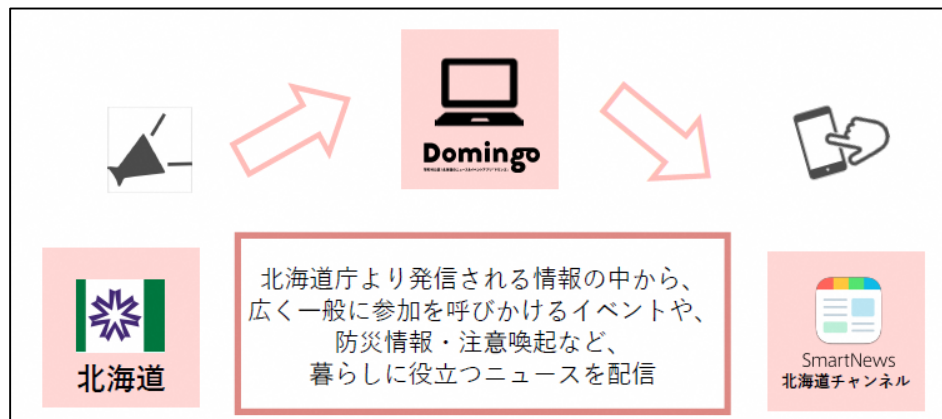 Domingo
北海道庁より発信される情報の中から、
広く一般に参加を呼びかけるイベントや、
防災情報・注意喚起など、
暮らしに役立つニュースを配信
北海道
SmartNews
北海道チャンネル